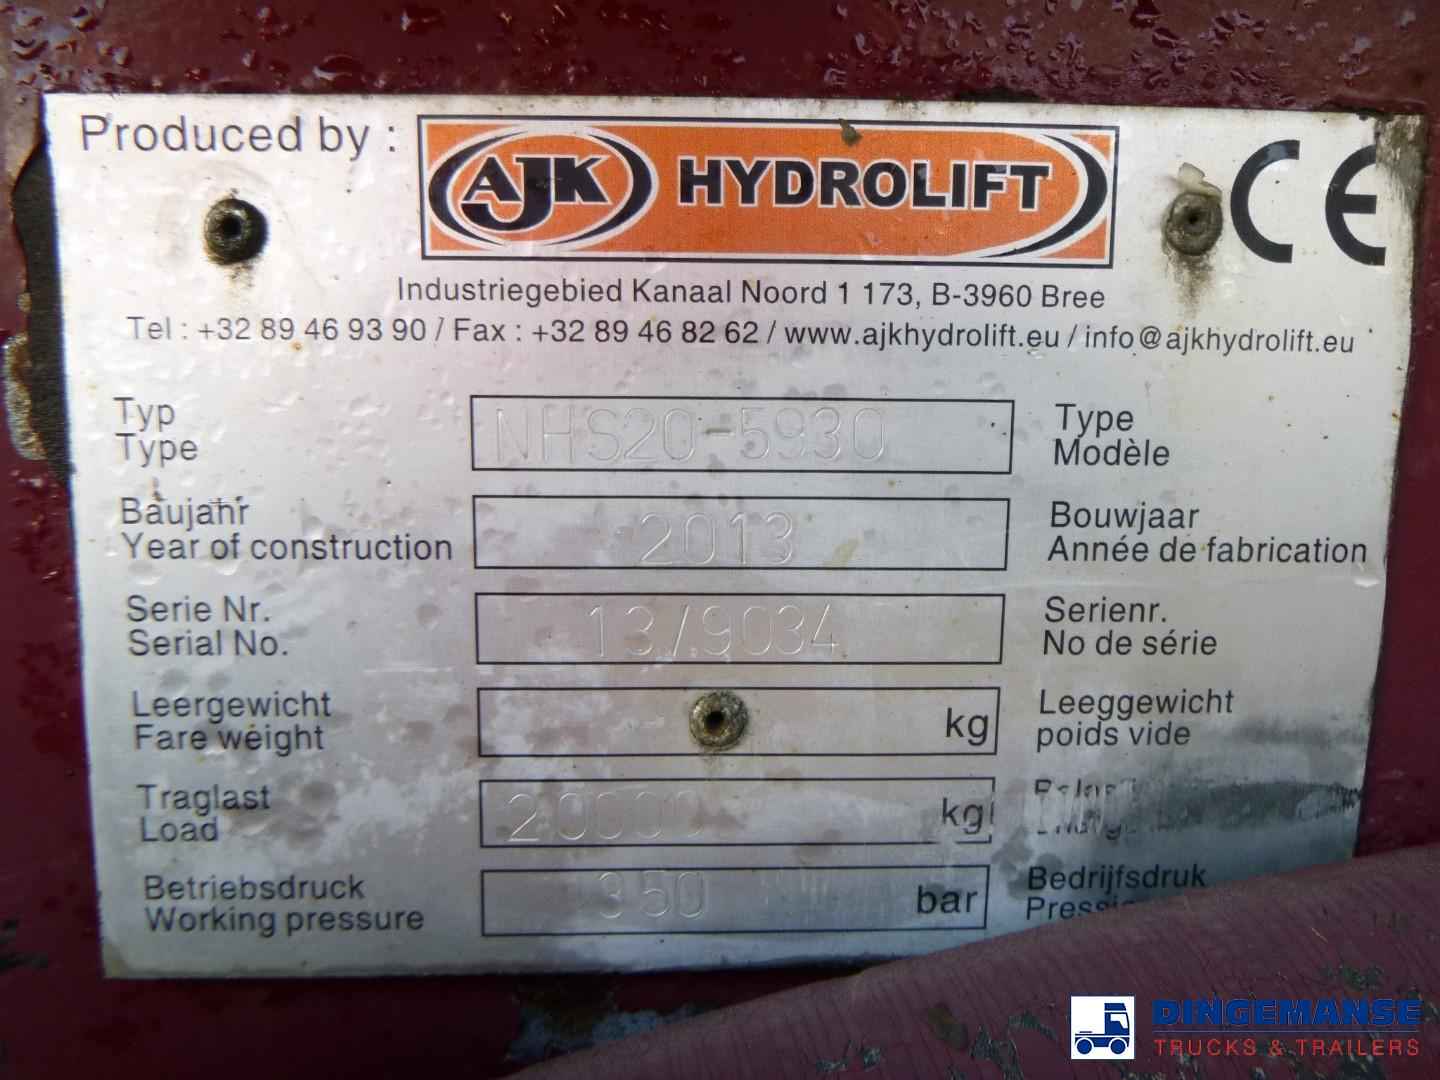 Produced by :
AJK HYDROLIFT
CE
Industriegebied Kanaal Noord 1 173, B-3960 Bree
Tel : +32 89 46 93 90 / Fax : +32 89 46 82 62 / www.ajkhydrolift.eu / info@ajkhydrolift.eu
Typ
Type
NHS20-5930
Type
Modèle
Baujahr
Year of construction
2013
Bouwjaar
Année de fabrication
Serie Nr.
Serial No.
13/9034
Serienr.
No de série
Leergewicht
Fare weight
kg
Leeggewicht
poids vide
Traglast
Load
20000
kg
Betriebsdruck
Working pressure
350
bar
Bedrijfsdruk
DINGEMANSE
TRUCKS & TRAILERS